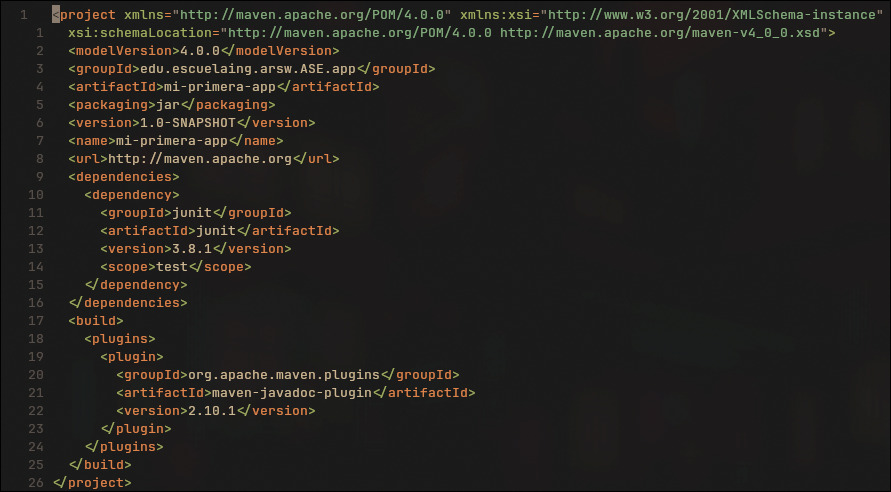 1 <project xmlns="http://maven.apache.org/POM/4.0.0" xmlns:xsi="http://www.w3.org/2001/XMLSchema-instance"
1 xsi:schemaLocation="http://maven.apache.org/POM/4.0.0 http://maven.apache.org/maven-v4_0_0.xsd">
2 <modelVersion>4.0.0</modelVersion>
3 <groupId>edu.escuelaing.arsw.ASE.app</groupId>
4 <artifactId>mi-primera-app</artifactId>
5 <packaging>jar</packaging>
6 <version>1.0-SNAPSHOT</version>
7 <name>mi-primera-app</name>
8 <url>http://maven.apache.org</url>
9 <dependencies>
10 <dependency>
11 <groupId>junit</groupId>
12 <artifactId>junit</artifactId>
13 <version>3.8.1</version>
14 <scope>test</scope>
15 </dependency>
16 </dependencies>
17 <build>
18 <plugins>
19 <plugin>
20 <groupId>org.apache.maven.plugins</groupId>
21 <artifactId>maven-javadoc-plugin</artifactId>
22 <version>2.10.1</version>
23 </plugin>
24 </plugins>
25 </build>
26 </project>